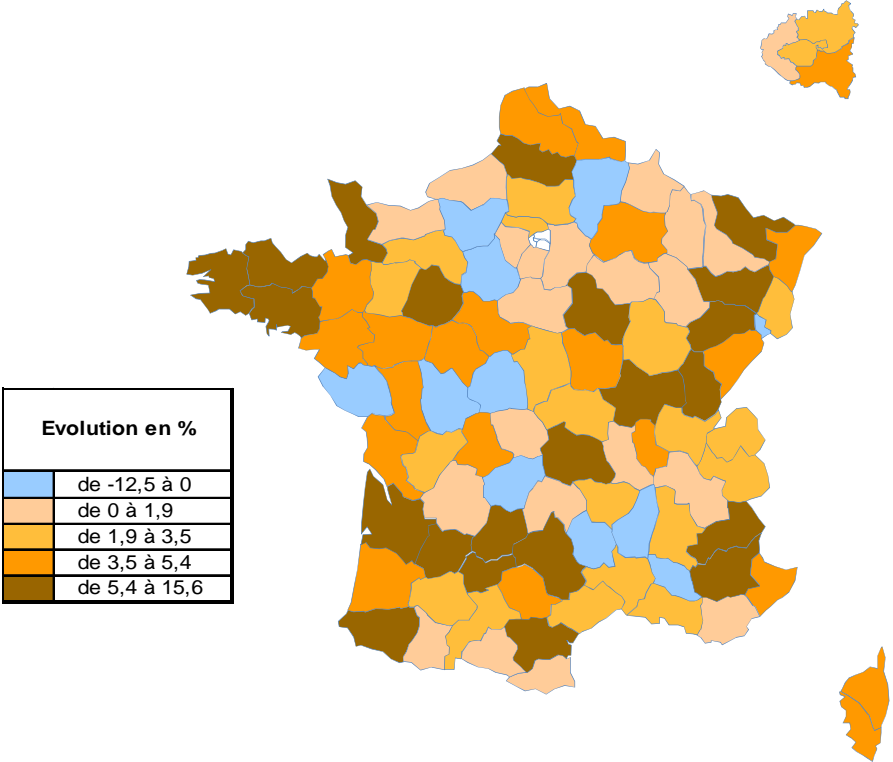 Evolution en %
de -12,5 à 0
de 0 à 1,9
de 1,9 à 3,5
de 3,5 à 5,4
de 5,4 à 15,6